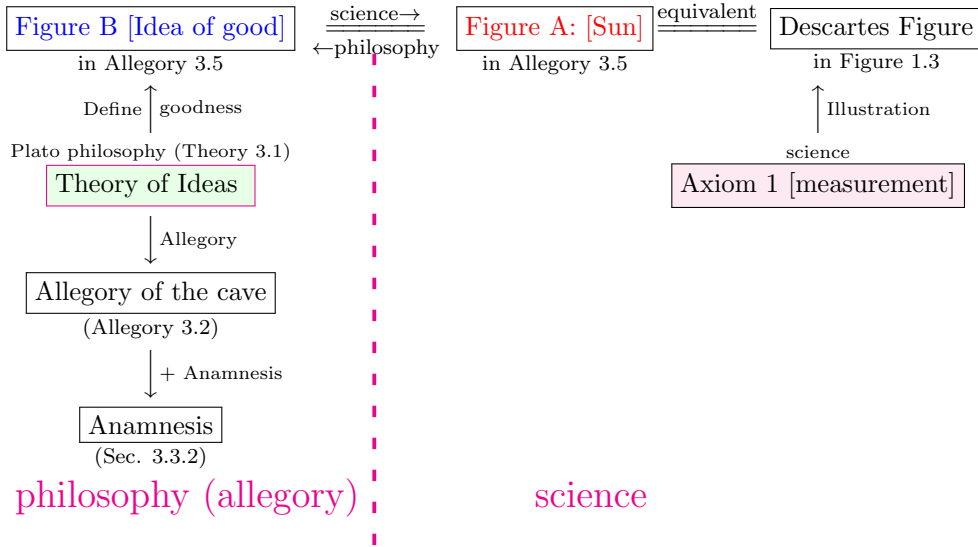 Figure B [Idea of good]
science→
←philosophy
Figure A: [Sun]
equivalent
Descartes Figure
in Allegory 3.5
in Allegory 3.5
in Figure 1.3
Define
goodness
Illustration
Plato philosophy (Theory 3.1)
science
Theory of Ideas
Axiom 1 [measurement]
Allegory
Allegory of the cave
(Allegory 3.2)
+ Anamnesis
Anamnesis
(Sec. 3.3.2)
philosophy (allegory)
science